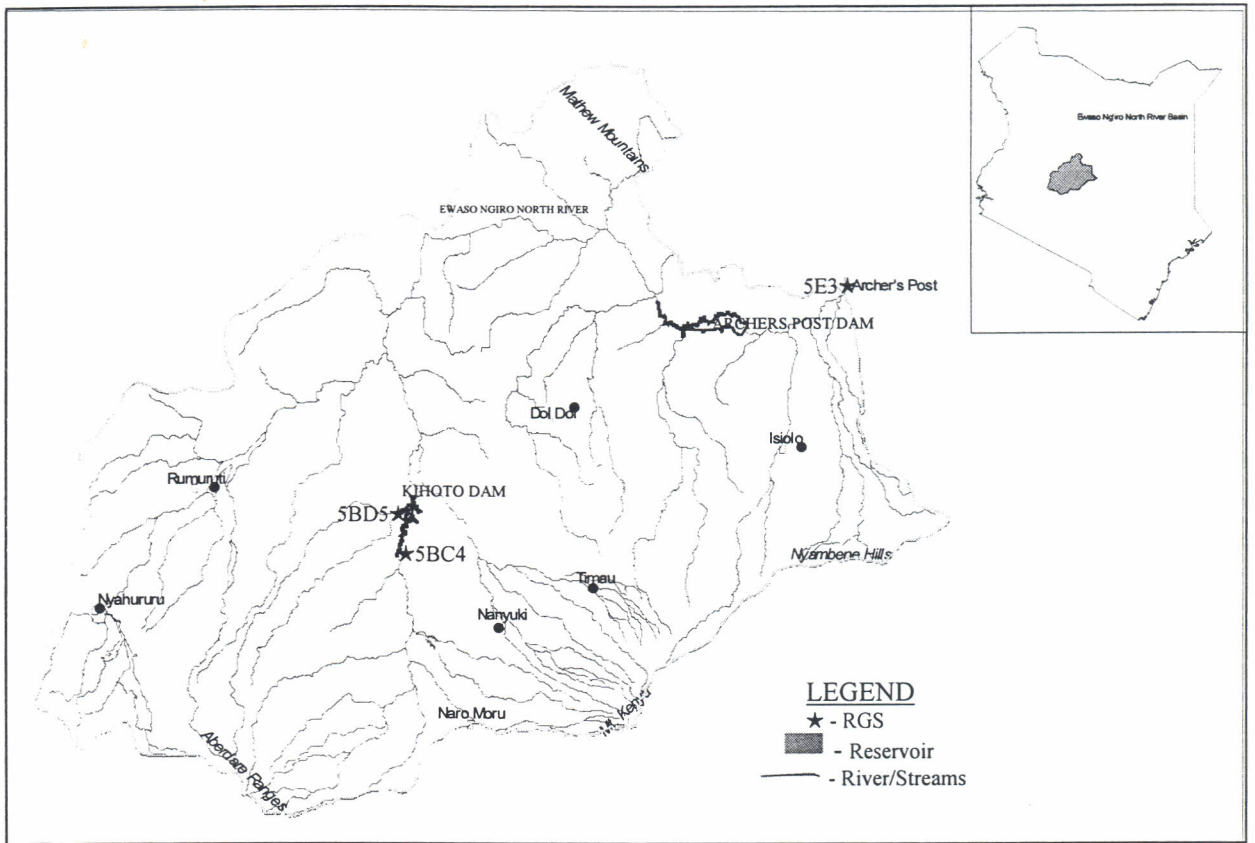 Mathew Mountains
Ewaso Ng'iro North River Basin
EWASO NGIRO NORTH RIVER
5E3 Archer's Post
ARCHERS POST DAM
Dol Dol
Isiolo
Rumuruti
KIHOTO DAM
5BD5
5BC4
Nyambene Hills
Timau
Nyahururu
Nanyuki
Naro Moru
Mt Kenya
Aberdare Ranges
LEGEND
- RGS
- Reservoir
- River/Streams